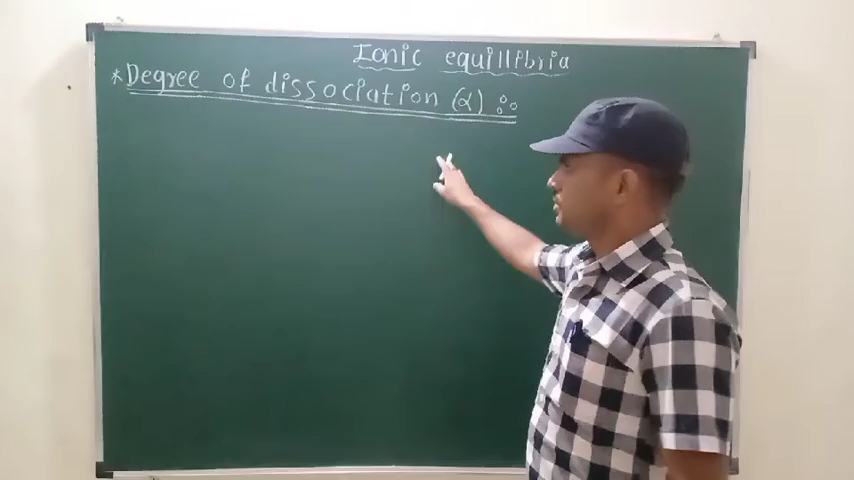 Ionic equilibria
*Degree of dissociation (α) :-